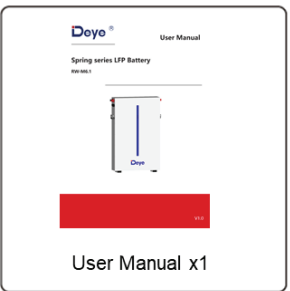 Deye ®
User Manual
Spring series LFP Battery
RW-M6.1
Deye
V1.0
User Manual x1